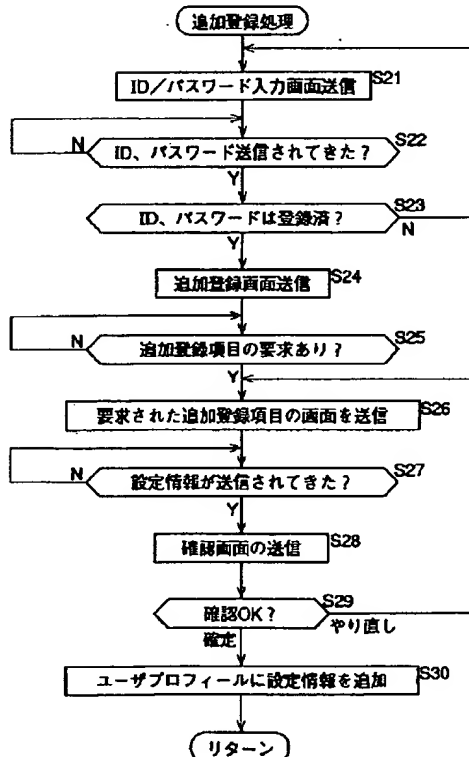 追加登録処理
S21
ID/パスワード入力画面送信
S22
ID、パスワード送信されてきた?
N
Y
S23
ID、パスワードは登録済?
N
Y
S24
追加登録画面送信
S25
追加登録項目の要求あり?
N
Y
S26
要求された追加登録項目の画面を送信
S27
設定情報が送信されてきた?
N
Y
S28
確認画面の送信
S29
確認OK?
やり直し
確定
S30
ユーザプロフィールに設定情報を追加
リターン